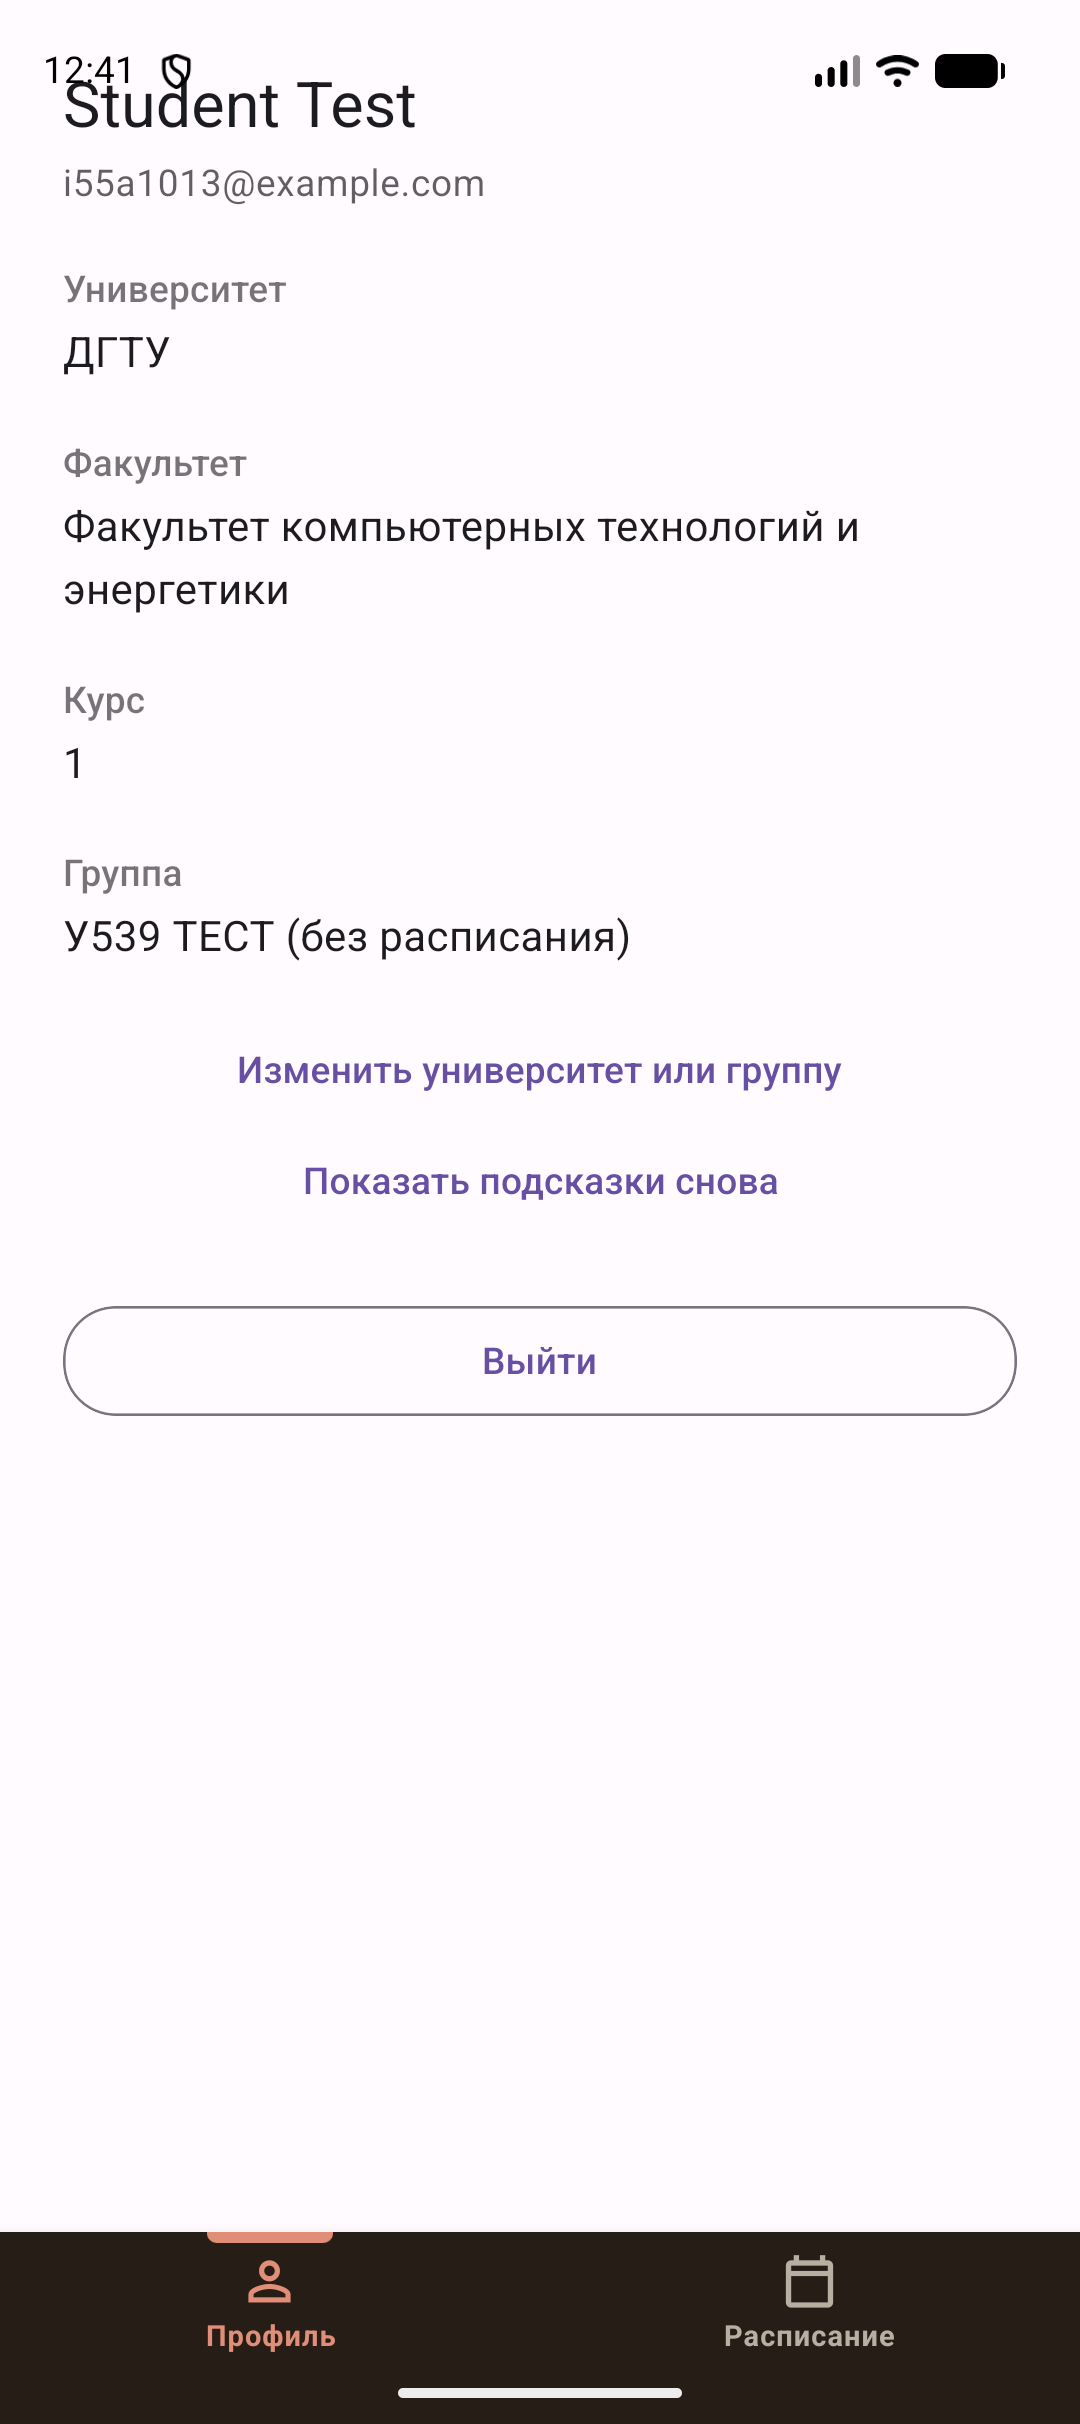 12:41
Student Test
i55a1013@example.com
Университет
ДГТУ
Факультет
Факультет компьютерных технологий и
энергетики
Курс
1
Группа
У539 ТЕСТ (без расписания)
Изменить университет или группу
Показать подсказки снова
Выйти
Профиль
Расписание